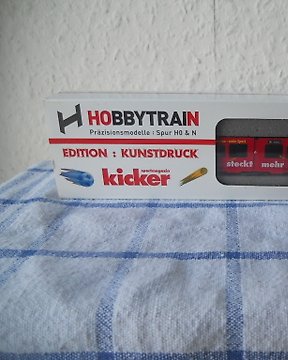 HOBBYTRAIN
Präzisionsmodelle : Spur H0 & N
EDITION : KUNSTDRUCK
sportmagazin
kicker
steckt mehr